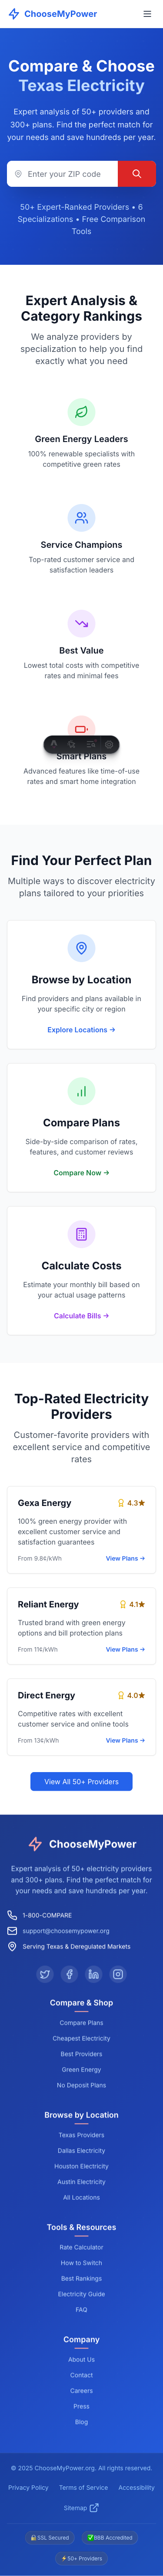 ChooseMyPower
Compare & Choose
Texas Electricity
Expert analysis of 50+ providers and
300+ plans. Find the perfect match for
your needs and save hundreds per year.
Enter your ZIP code
50+ Expert-Ranked Providers • 6
Specializations • Free Comparison
Tools
Expert Analysis &
Category Rankings
We analyze providers by
specialization to help you find
exactly what you need
Green Energy Leaders
100% renewable specialists with
competitive green rates
Service Champions
Top-rated customer service and
satisfaction leaders
Best Value
Lowest total costs with competitive
rates and minimal fees
Smart Plans
Advanced features like time-of-use
rates and smart home integration
Find Your Perfect Plan
Multiple ways to discover electricity
plans tailored to your priorities
Browse by Location
Find providers and plans available in
your specific city or region
Explore Locations →
Compare Plans
Side-by-side comparison of rates,
features, and customer reviews
Compare Now →
Calculate Costs
Estimate your monthly bill based on
your actual usage patterns
Calculate Bills →
Top-Rated Electricity
Providers
Customer-favorite providers with
excellent service and competitive
rates
Gexa Energy 4.3★
100% green energy provider with
excellent customer service and
satisfaction guarantees
From 9.8¢/kWh View Plans →
Reliant Energy 4.1★
Trusted brand with green energy
options and bill protection plans
From 11¢/kWh View Plans →
Direct Energy 4.0★
Competitive rates with excellent
customer service and online tools
From 13¢/kWh View Plans →
View All 50+ Providers
ChooseMyPower
Expert analysis of 50+ electricity providers
and 300+ plans. Find the perfect match for
your needs and save hundreds per year.
1-800-COMPARE
support@choosemypower.org
Serving Texas & Deregulated Markets
Compare & Shop
Compare Plans
Cheapest Electricity
Best Providers
Green Energy
No Deposit Plans
Browse by Location
Texas Providers
Dallas Electricity
Houston Electricity
Austin Electricity
All Locations
Tools & Resources
Rate Calculator
How to Switch
Best Rankings
Electricity Guide
FAQ
Company
About Us
Contact
Careers
Press
Blog
© 2025 ChooseMyPower.org. All rights reserved.
Privacy Policy Terms of Service Accessibility
Sitemap
🔒 SSL Secured ✅ BBB Accredited
⚡ 50+ Providers